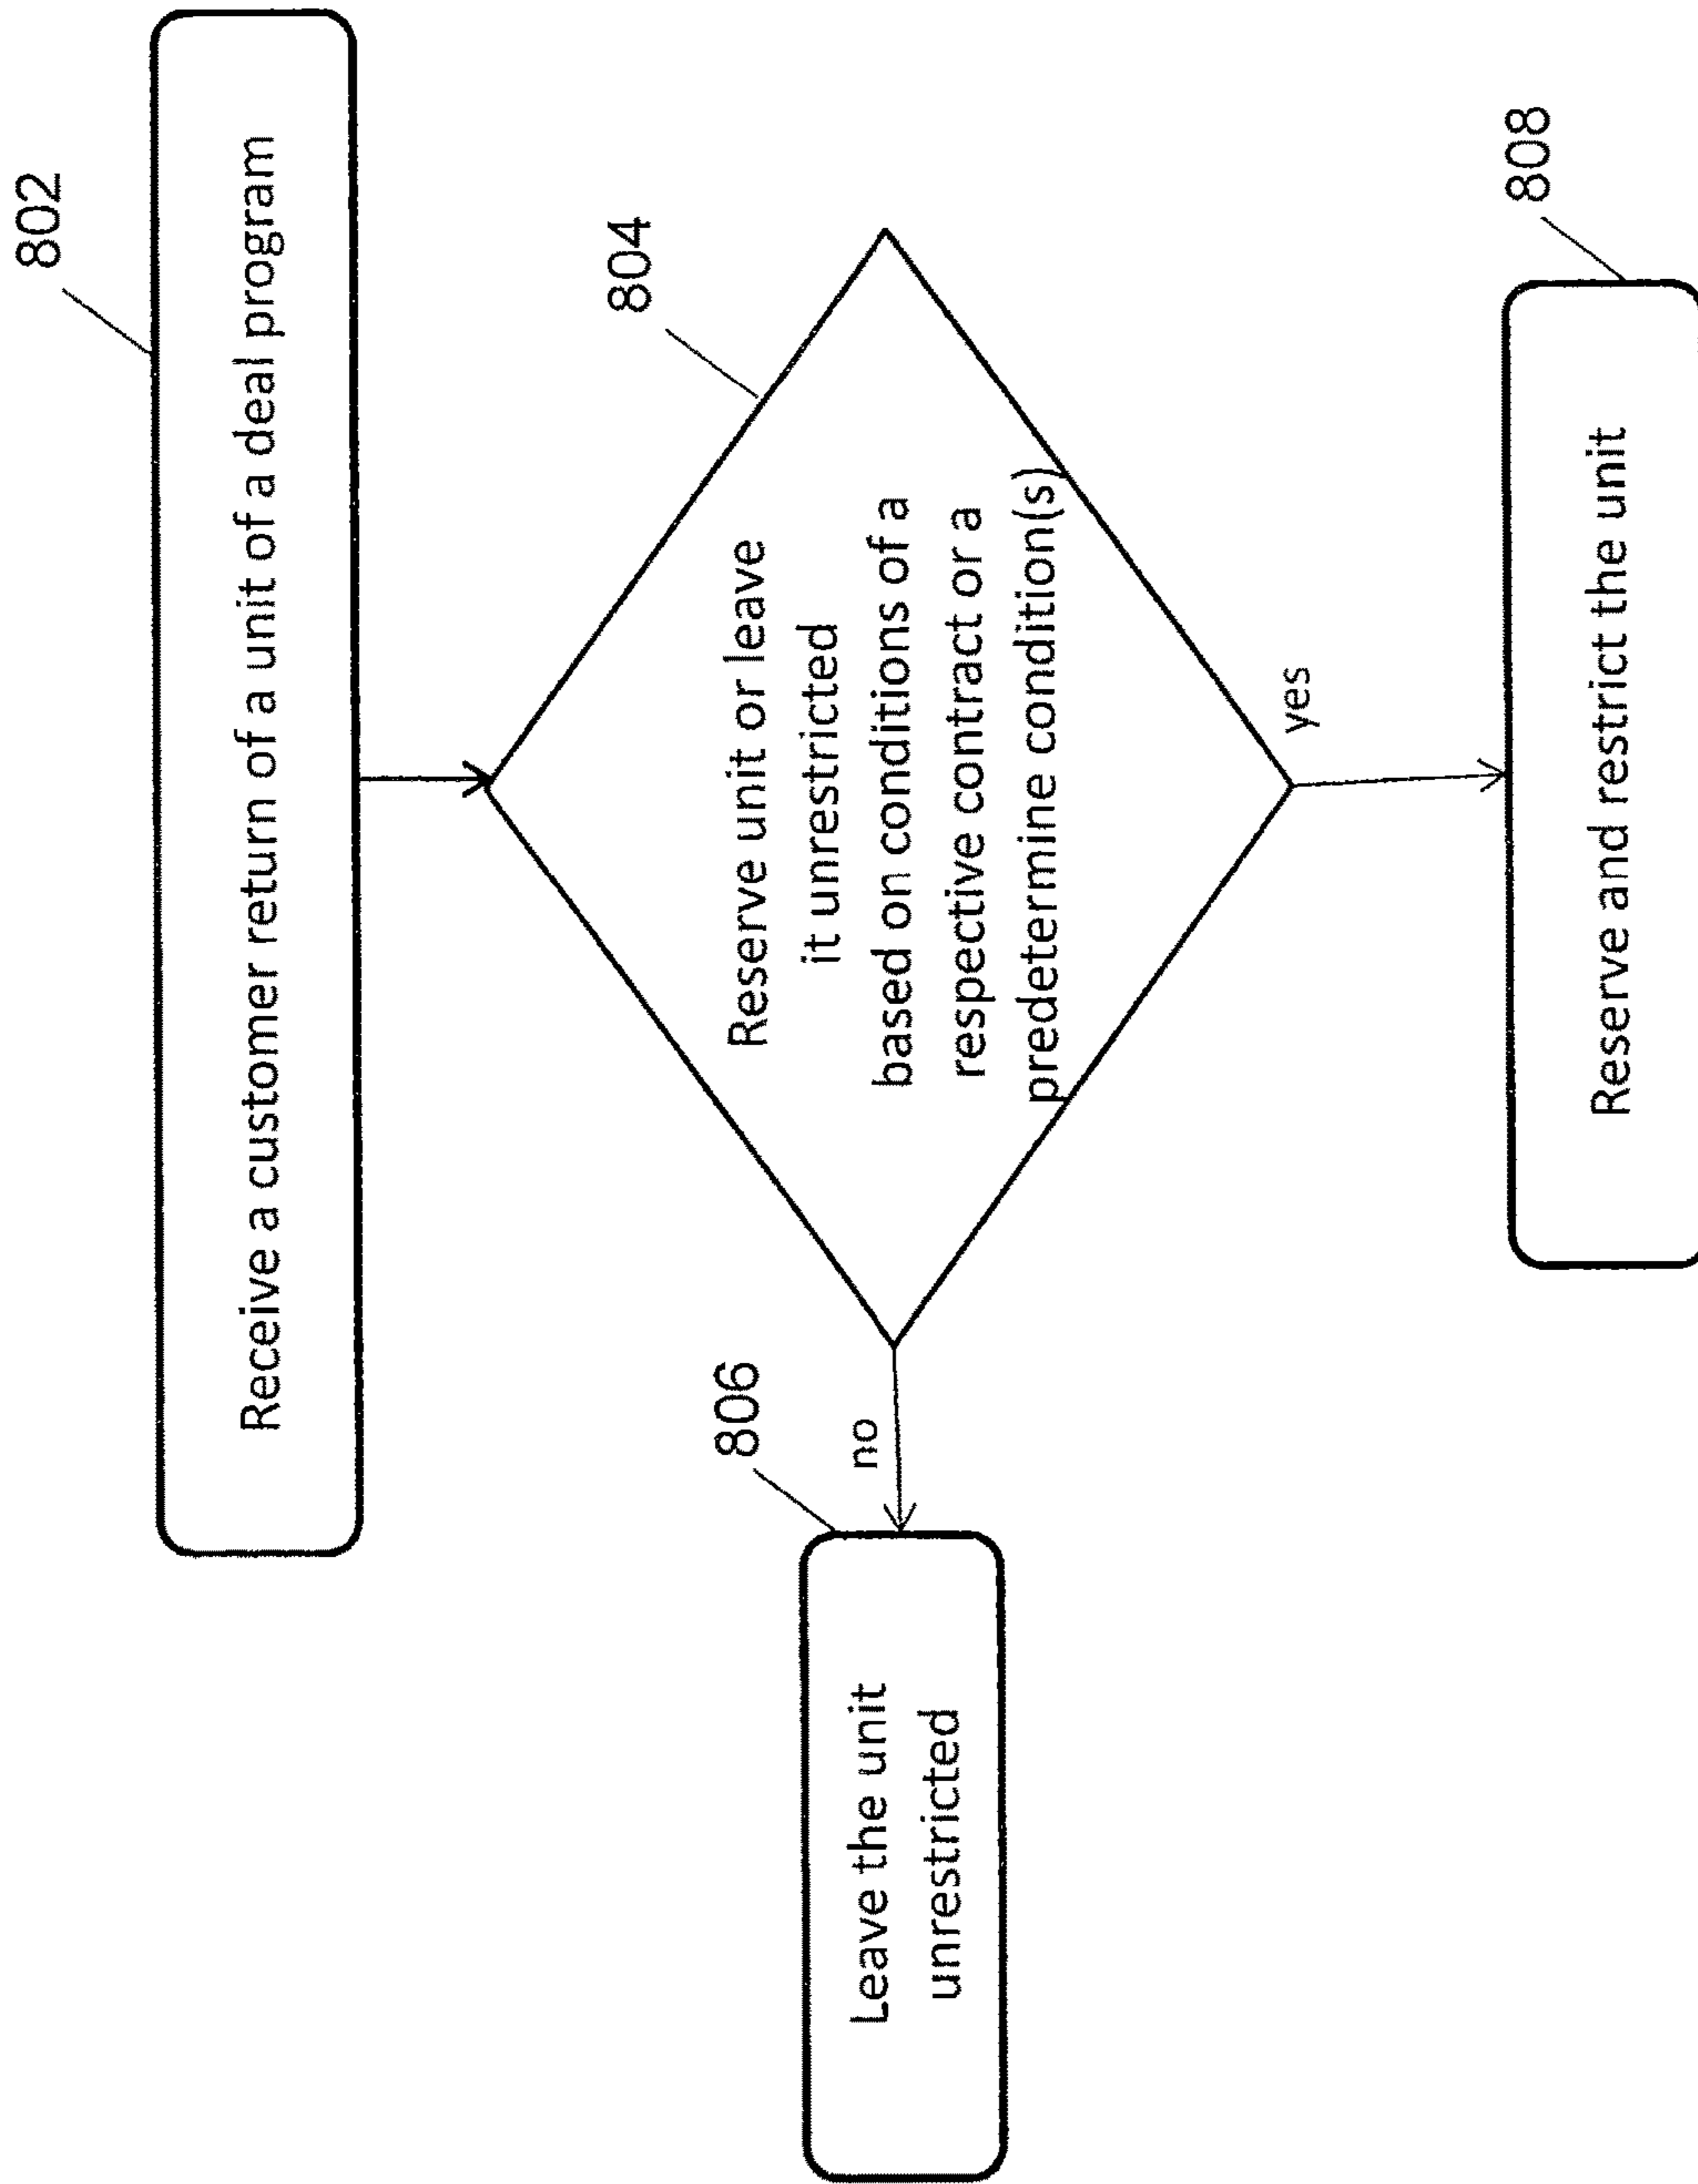 802
Receive a customer return of a unit of a deal program
804
Reserve unit or leave
it unrestricted
based on conditions of a
respective contract or a
predetermine condition(s)
806
no
Leave the unit
unrestricted
yes
808
Reserve and restrict the unit